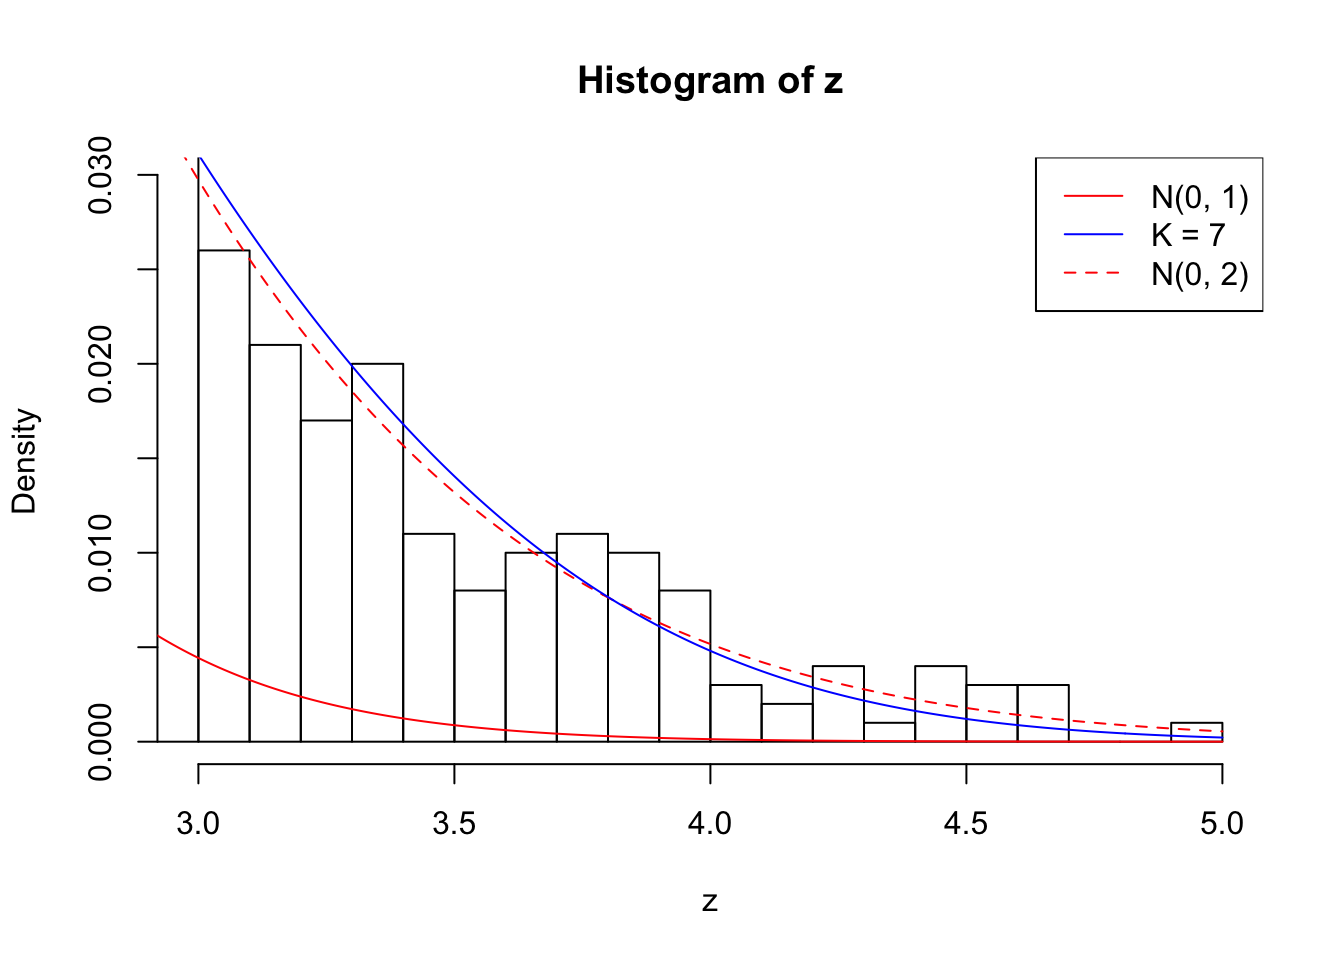 Histogram of z
N(0, 1)
K = 7
N(0, 2)
Density
0.030
0.020
0.010
0.000
3.0 3.5 4.0 4.5 5.0
z